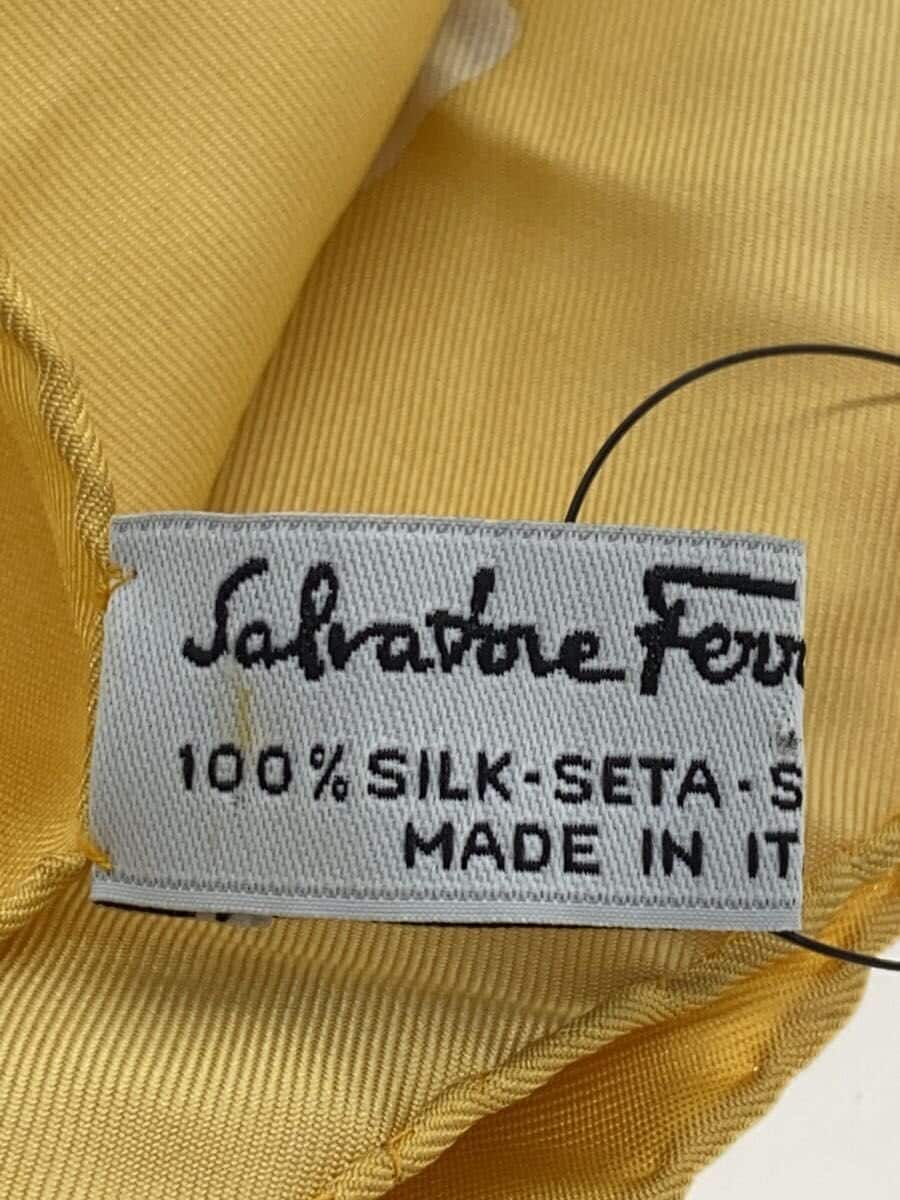 Salvatore Ferr
100% SILK-SETA-S
MADE IN IT